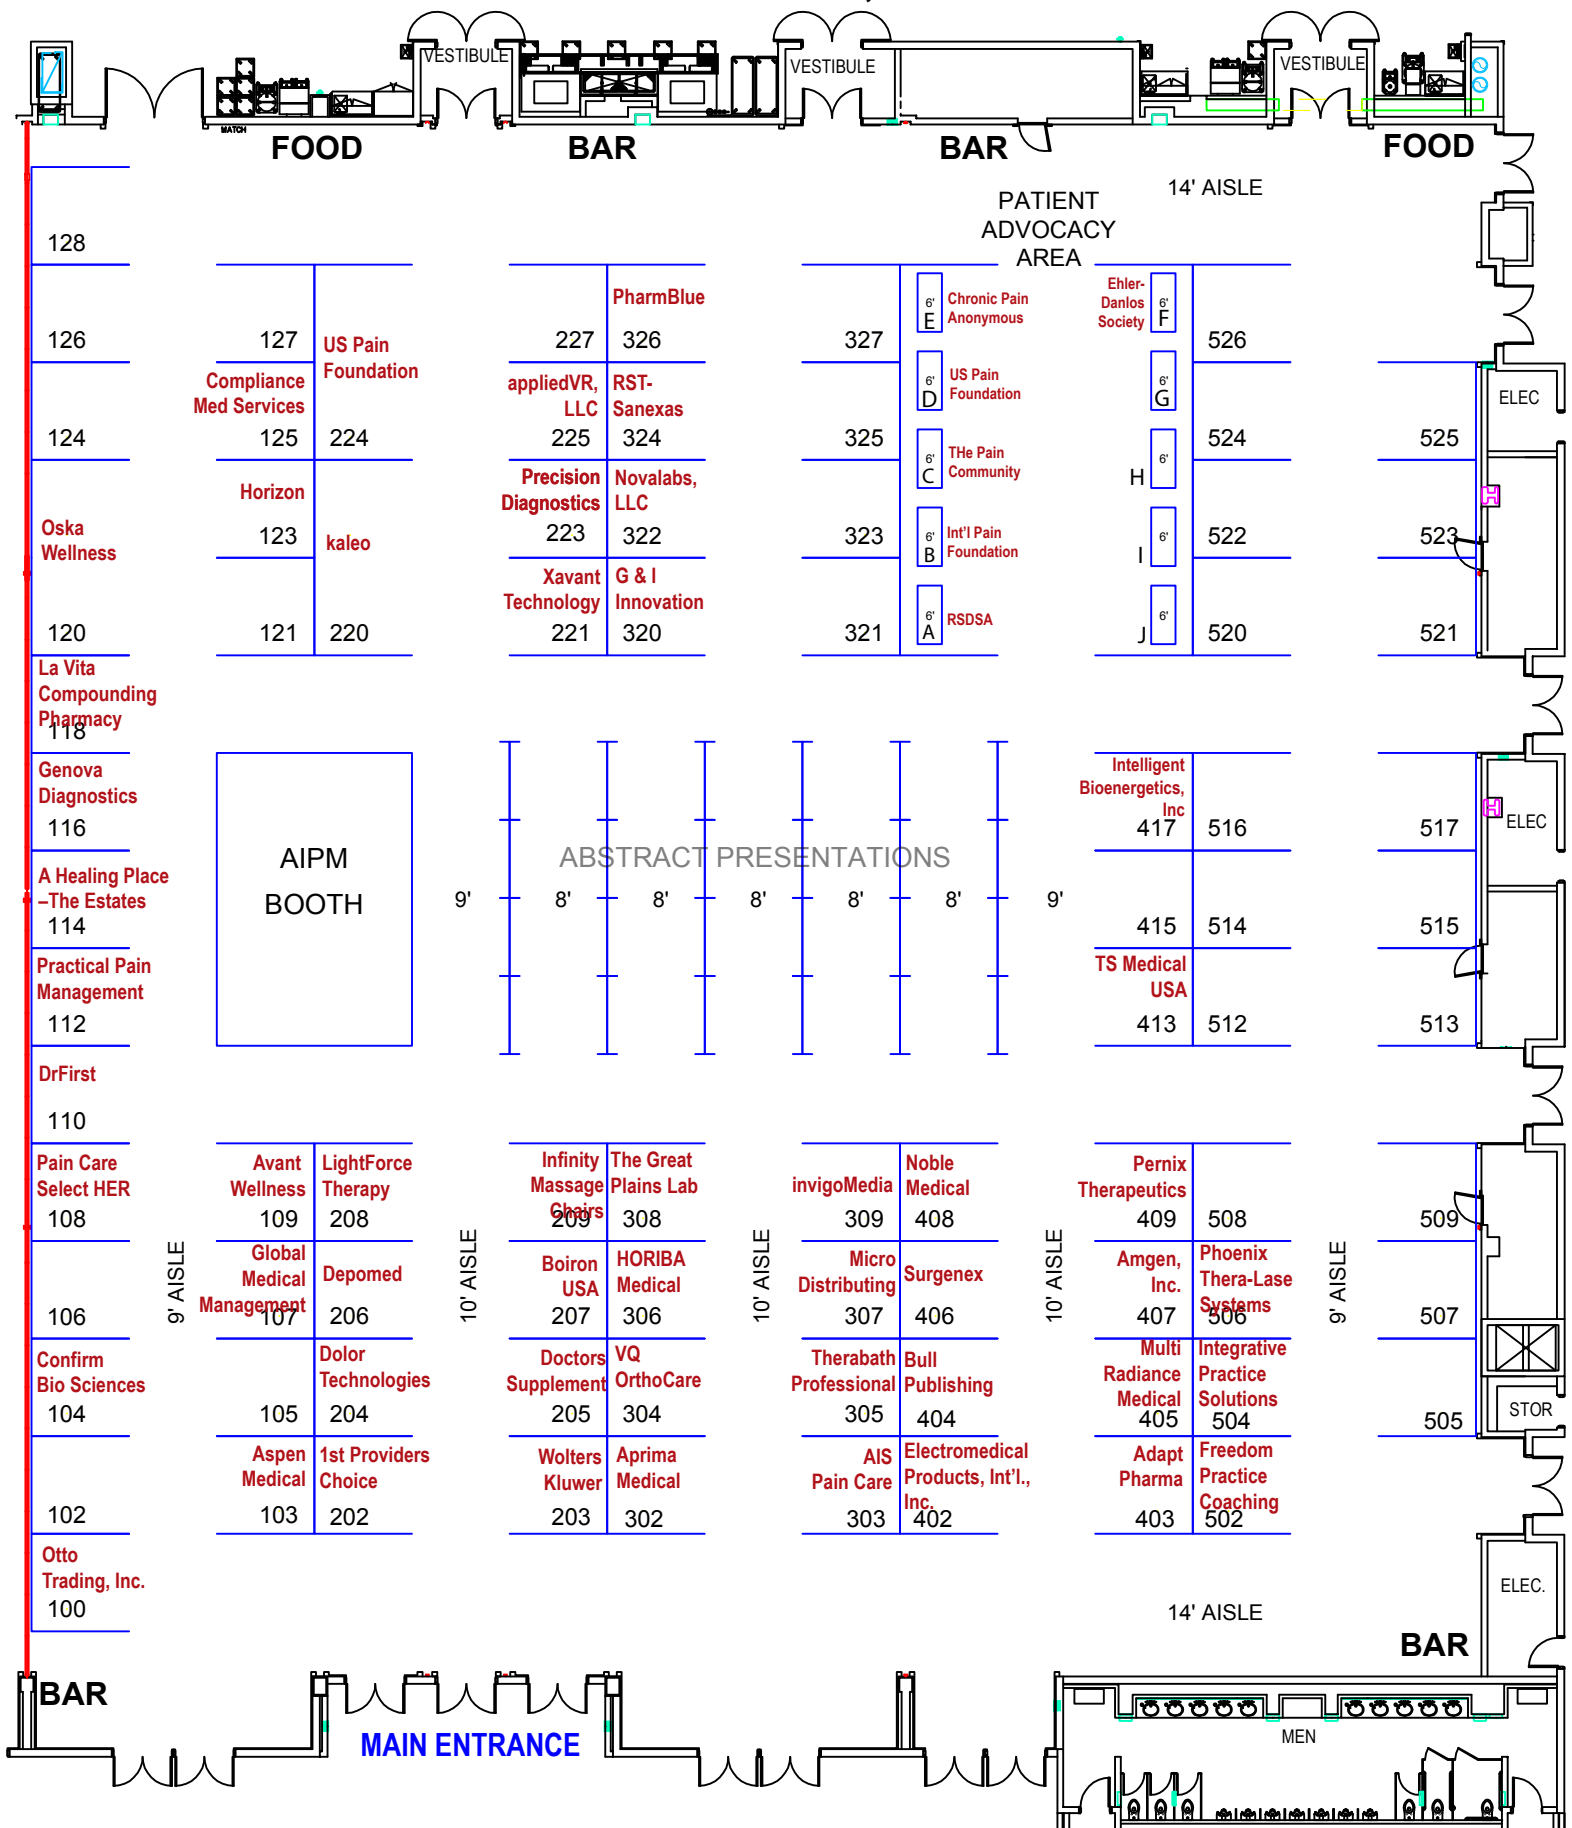 VESTIBULE
VESTIBULE
VESTIBULE
MATCH
FOOD
BAR
BAR
FOOD
14' AISLE
PATIENT
ADVOCACY
AREA
128
126
127
US Pain
Foundation
227
PharmBlue
326
327
6'
E
Chronic Pain
Anonymous
Ehler-
Danlos
Society
6'
F
526
124
Compliance
Med Services
125
224
appliedVR,
LLC
225
RST-
Sanexas
324
325
6'
D
US Pain
Foundation
6'
G
524
525
ELEC
Oska
Wellness
Horizon
123
kaleo
Precision
Diagnostics
223
Novalabs,
LLC
322
323
6'
C
THe Pain
Community
6'
H
6'
B
Int'l Pain
Foundation
6'
I
522
523
120
121
220
Xavant
Technology
221
G & I
Innovation
320
321
6'
A
RSDSA
6'
J
520
521
La Vita
Compounding
Pharmacy
118
Genova
Diagnostics
116
A Healing Place
–The Estates
114
Practical Pain
Management
112
DrFirst
110
AIPM
BOOTH
ABSTRACT PRESENTATIONS
9'
8'
8'
8'
8'
8'
9'
Intelligent
Bioenergetics,
Inc
417
516
517
ELEC
415
514
515
TS Medical
USA
413
512
513
Pain Care
Select HER
108
Avant
Wellness
109
LightForce
Therapy
208
Infinity
Massage
Chairs
209
The Great
Plains Lab
308
invigoMedia
309
Noble
Medical
408
Pernix
Therapeutics
409
508
509
106
9' AISLE
Global
Medical
Management
107
Depomed
206
10' AISLE
Boiron
USA
207
HORIBA
Medical
306
10' AISLE
Micro
Distributing
307
Surgenex
406
10' AISLE
Amgen,
Inc.
407
Phoenix
Thera-Lase
Systems
506
9' AISLE
507
Confirm
Bio Sciences
104
105
Dolor
Technologies
204
Doctors
Supplement
205
VQ
OrthoCare
304
Therabath
Professional
305
Bull
Publishing
404
Multi
Radiance
Medical
405
Integrative
Practice
Solutions
504
505
STOR
102
Aspen
Medical
103
1st Providers
Choice
202
Wolters
Kluwer
203
Aprima
Medical
302
AIS
Pain Care
303
Electromedical
Products, Int'l.,
Inc.
402
Adapt
Pharma
403
Freedom
Practice
Coaching
502
Otto
Trading, Inc.
100
14' AISLE
ELEC.
BAR
BAR
MAIN ENTRANCE
MEN